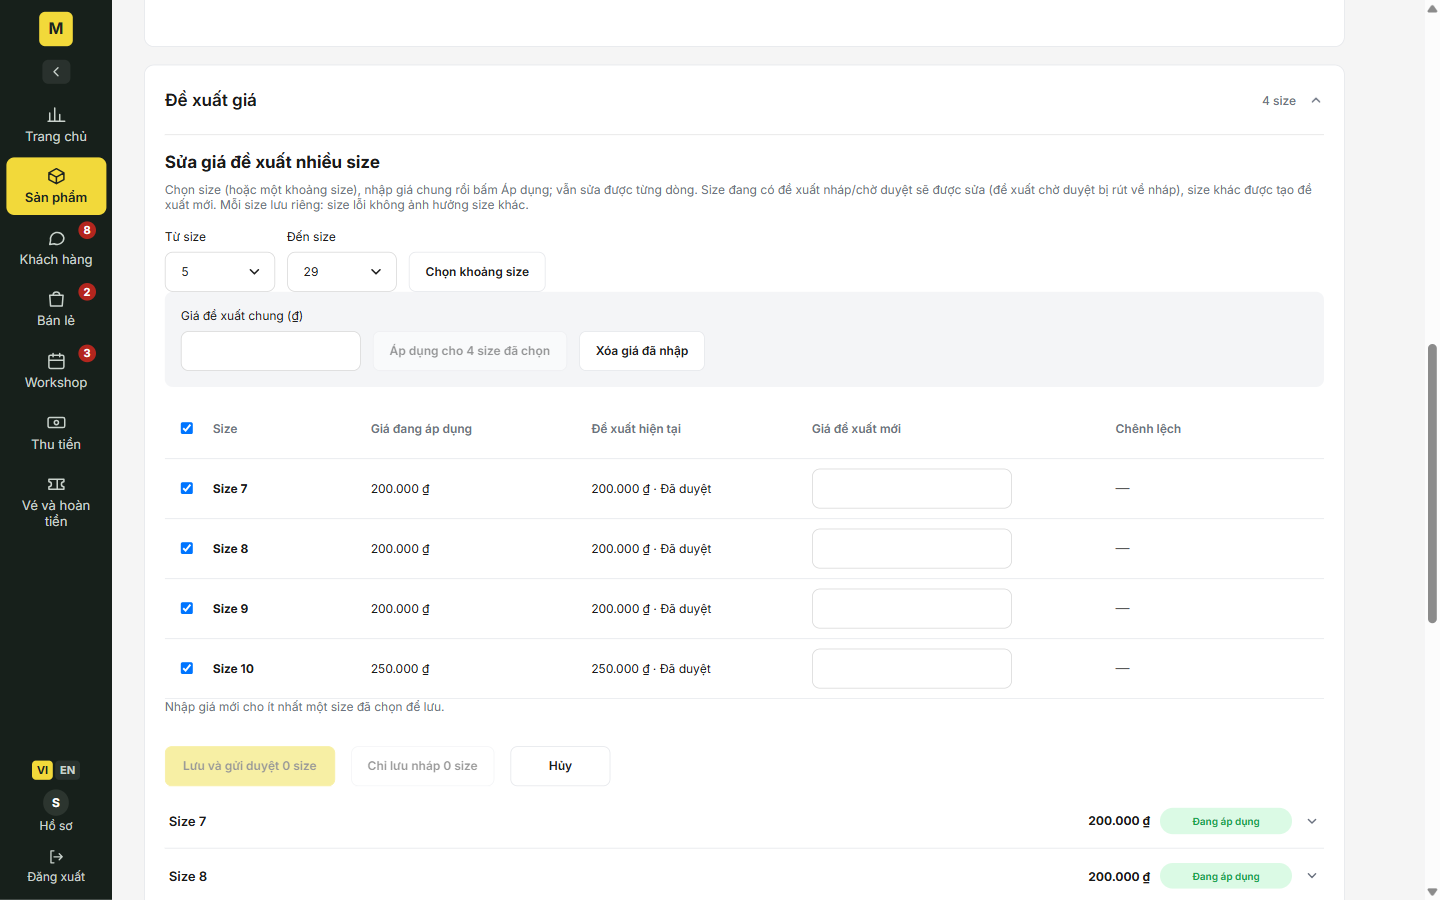 M
Trang chủ
Sản phẩm
8
Khách hàng
2
Bán lẻ
3
Workshop
Thu tiền
Vé và hoàn
tiền
VI EN
S
Hồ sơ
Đăng xuất
Đề xuất giá
4 size
Sửa giá đề xuất nhiều size
Chọn size (hoặc một khoảng size), nhập giá chung rồi bấm Áp dụng; vẫn sửa được từng dòng. Size đang có đề xuất nháp/chờ duyệt sẽ được sửa (đề xuất chờ duyệt bị rút về nháp), size khác được tạo đề
xuất mới. Mỗi size lưu riêng: size lỗi không ảnh hưởng size khác.
Từ size Đến size
5 29 Chọn khoảng size
Giá đề xuất chung (₫)
Áp dụng cho 4 size đã chọn Xóa giá đã nhập
Size Giá đang áp dụng Đề xuất hiện tại Giá đề xuất mới Chênh lệch
Size 7 200.000 ₫ 200.000 ₫ · Đã duyệt —
Size 8 200.000 ₫ 200.000 ₫ · Đã duyệt —
Size 9 200.000 ₫ 200.000 ₫ · Đã duyệt —
Size 10 250.000 ₫ 250.000 ₫ · Đã duyệt —
Nhập giá mới cho ít nhất một size đã chọn để lưu.
Lưu và gửi duyệt 0 size Chỉ lưu nháp 0 size Hủy
Size 7 200.000 ₫ Đang áp dụng
Size 8 200.000 ₫ Đang áp dụng